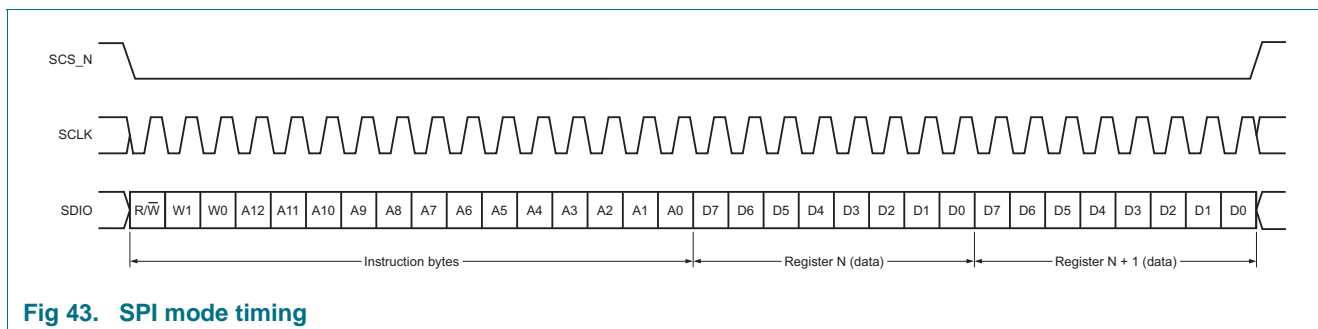 SCS_N
SCLK
SDIO R/W̅ W1 W0 A12 A11 A10 A9 A8 A7 A6 A5 A4 A3 A2 A1 A0 D7 D6 D5 D4 D3 D2 D1 D0 D7 D6 D5 D4 D3 D2 D1 D0
Instruction bytes Register N (data) Register N + 1 (data)
Fig 43. SPI mode timing